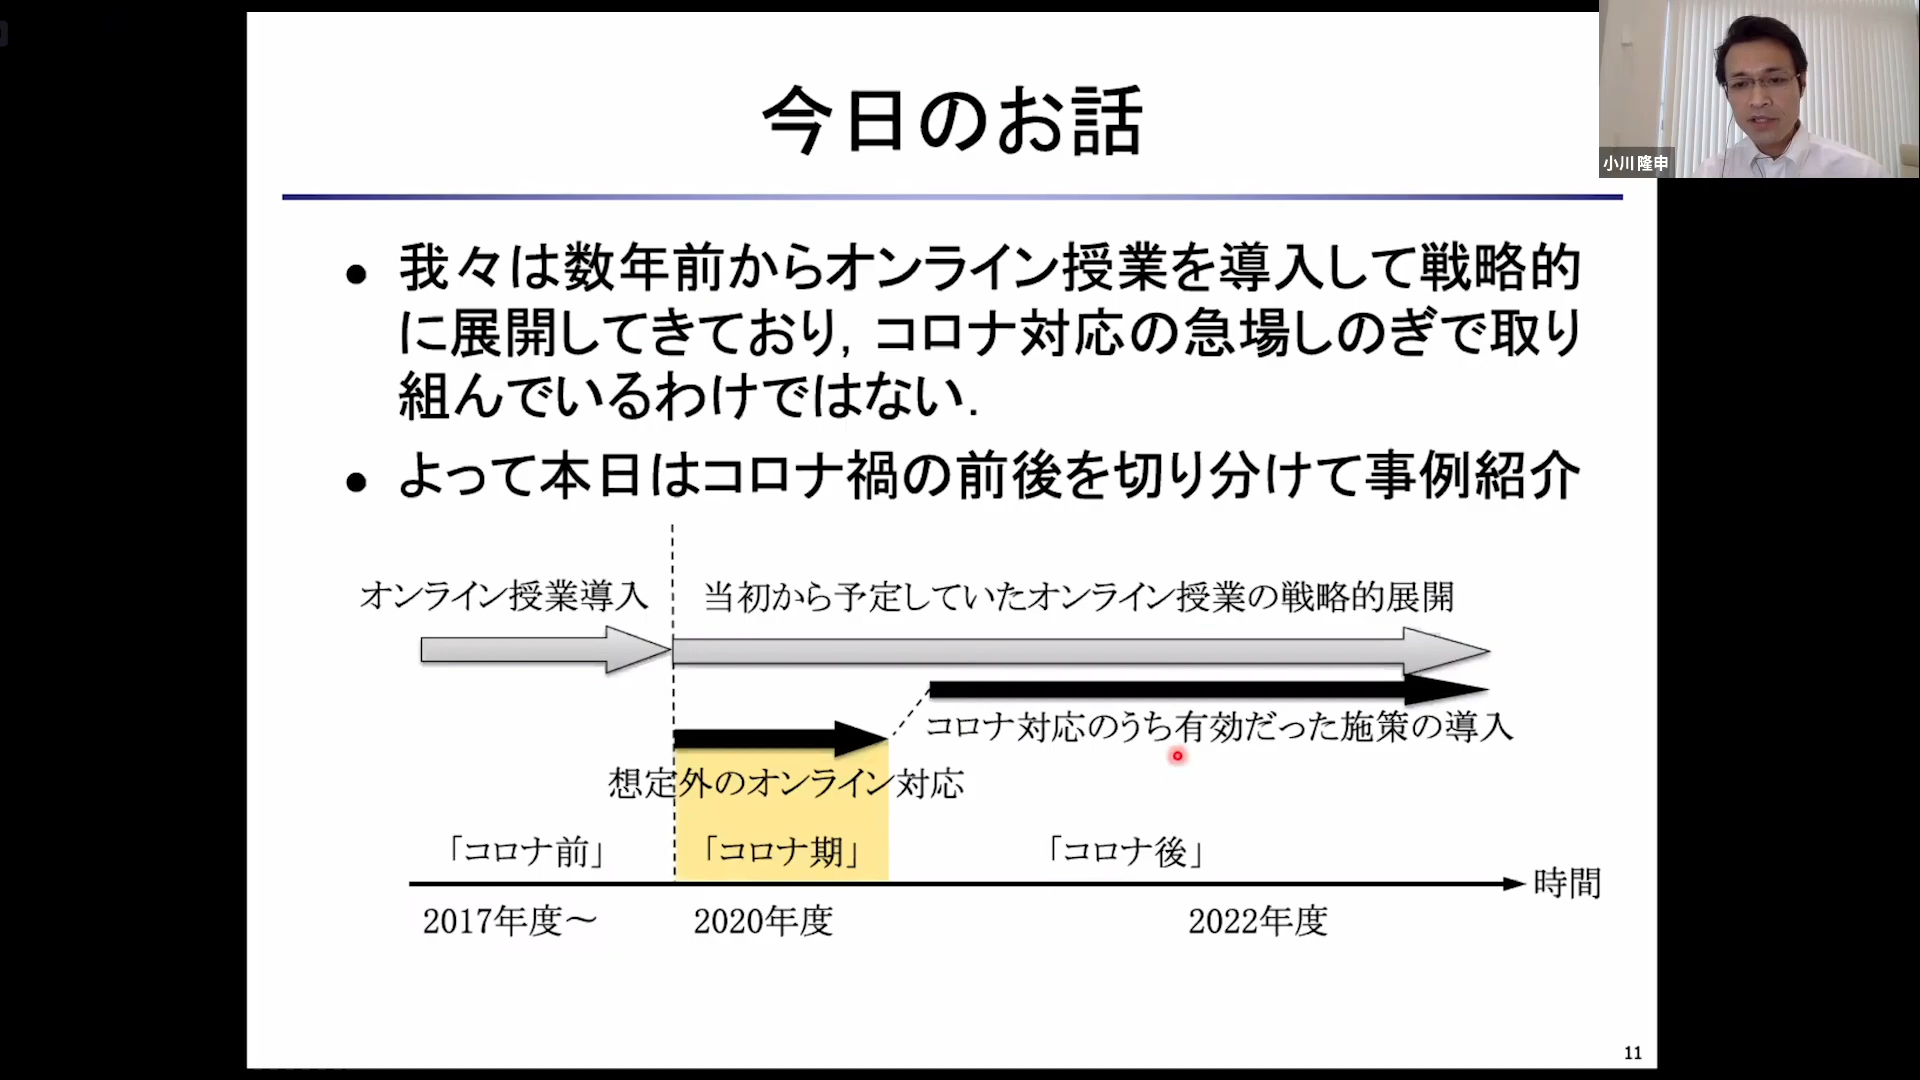 今日のお話
小川 隆申
● 我々は数年前からオンライン授業を導入して戦略的
に展開してきており, コロナ対応の急場しのぎで取り
組んでいるわけではない.
● よって本日はコロナ禍の前後を切り分けて事例紹介
オンライン授業導入
当初から予定していたオンライン授業の戦略的展開
コロナ対応のうち有効だった施策の導入
想定外のオンライン対応
「コロナ前」
「コロナ期」
「コロナ後」
時間
2017年度～
2020年度
2022年度
11